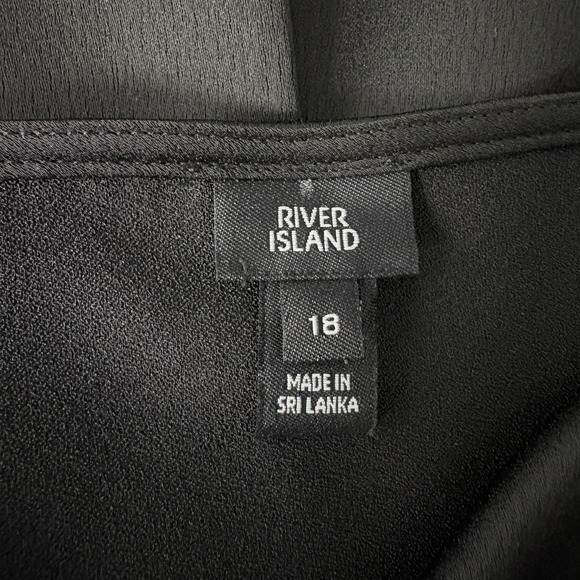 RIVER
ISLAND
18
MADE IN
SRI LANKA